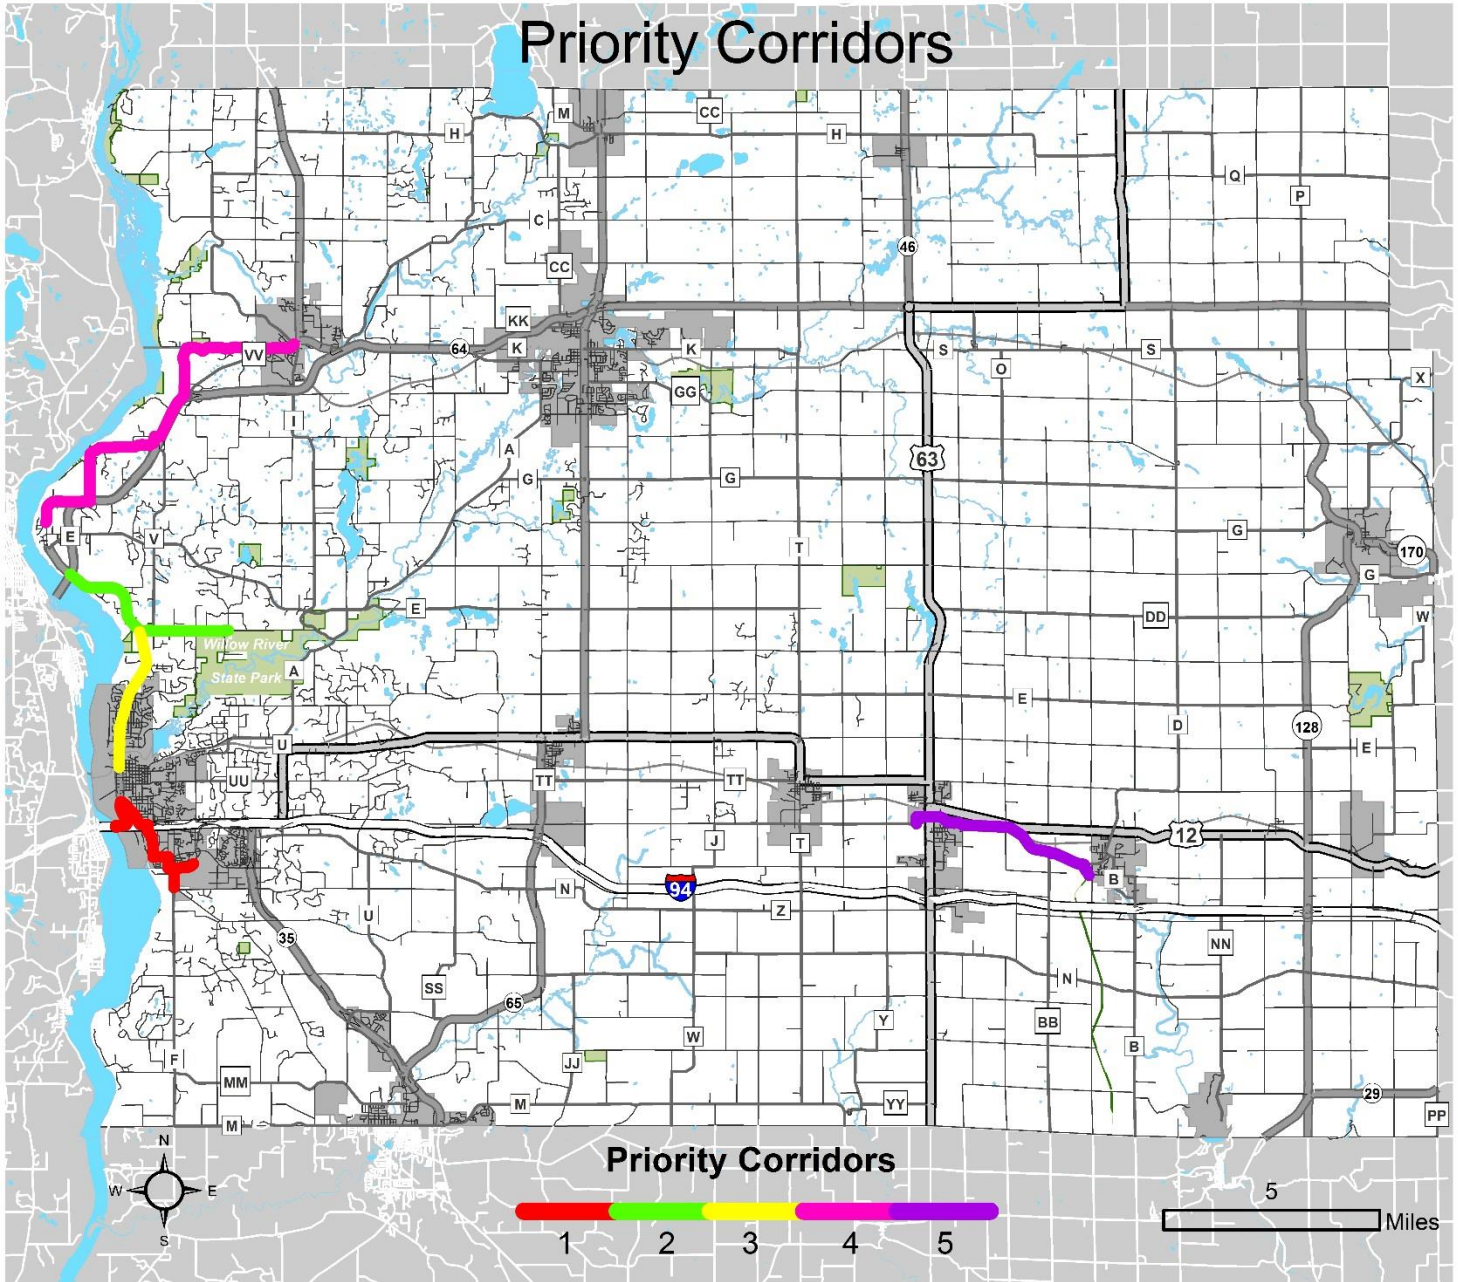 Priority Corridors
M
CC
H
H
Q
P
C
46
CC
KK
VV
64
K
K
S
S
O
X
GG
I
A
63
G
G
E
V
T
G
170
G
E
DD
W
Willow River
State Park
A
E
D
128
E
U
UU
TT
TT
12
J
T
B
94
N
Z
U
35
NN
SS
65
N
Y
BB
W
B
F
JJ
MM
M
YY
29
PP
M
N
W
E
S
Priority Corridors
1
2
3
4
5
5
Miles